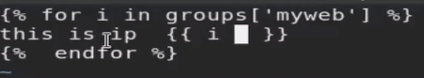 {% for i in groups['myweb'] %}
this is ip  {{ i   }}
{%  endfor %}
~